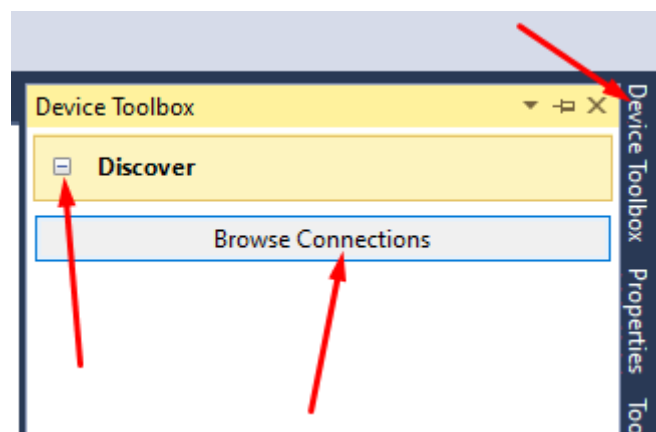 Device Toolbox
Discover
Browse Connections
Device Toolbox
Properties